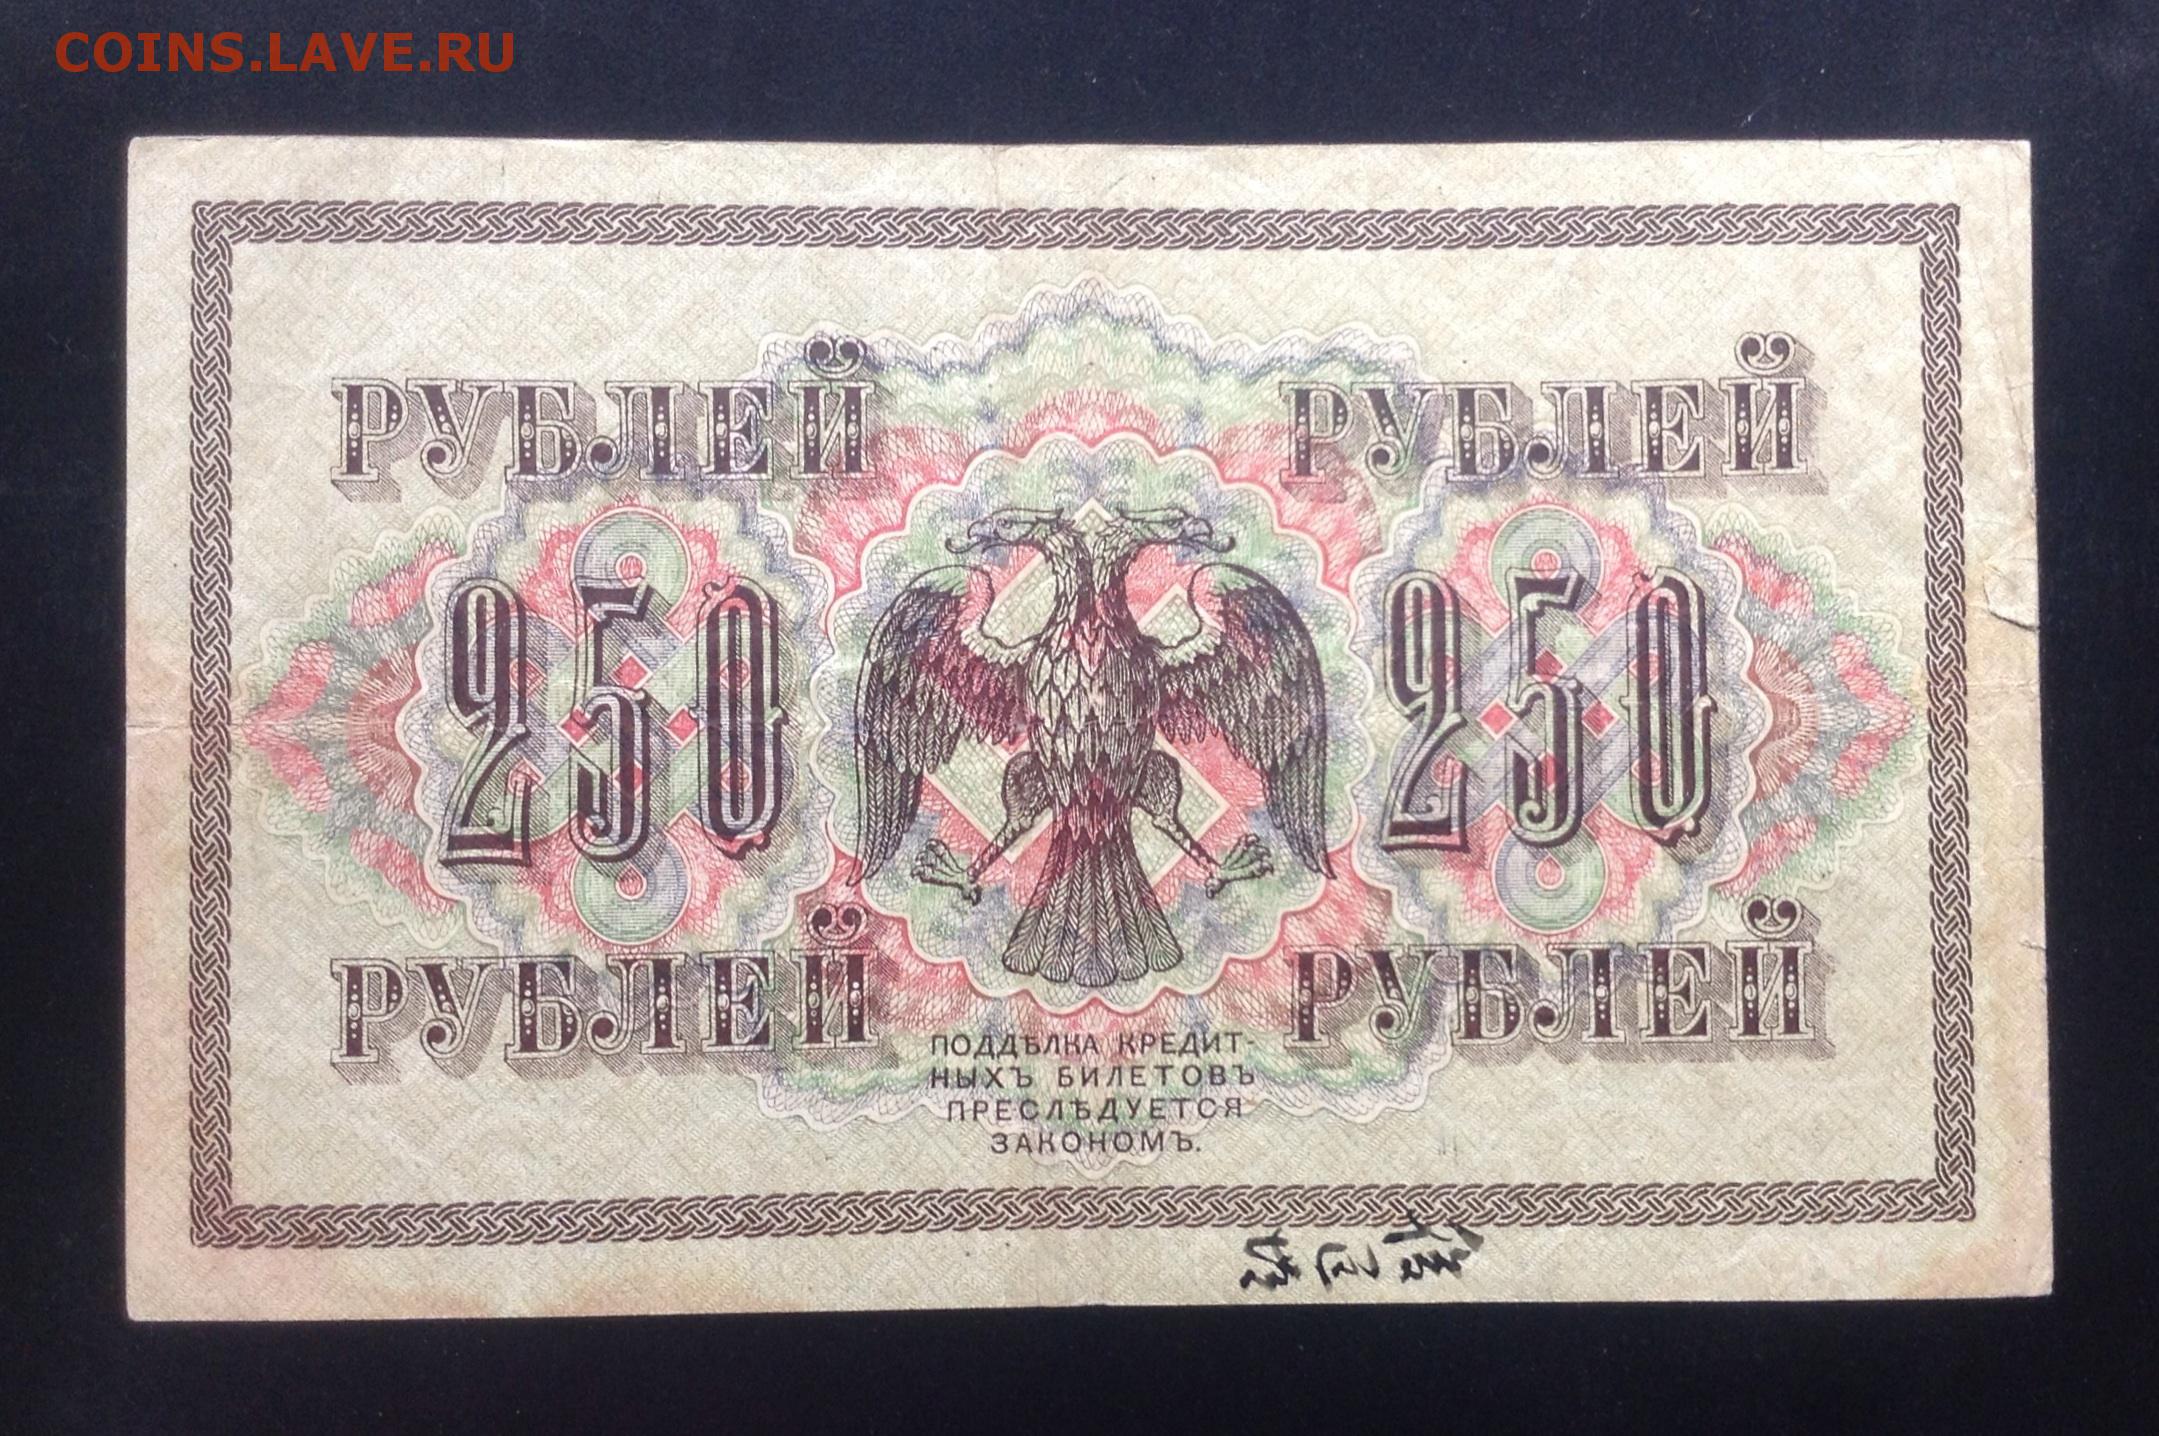 COINS.LAVE.RU
РУБЛЕЙ РУБЛЕЙ
250 250
РУБЛЕЙ РУБЛЕЙ
ПОДДѢЛКА КРЕДИТ-
НЫХЪ БИЛЕТОВЪ
ПРЕСЛѢДУЕТСЯ
ЗАКОНОМЪ.